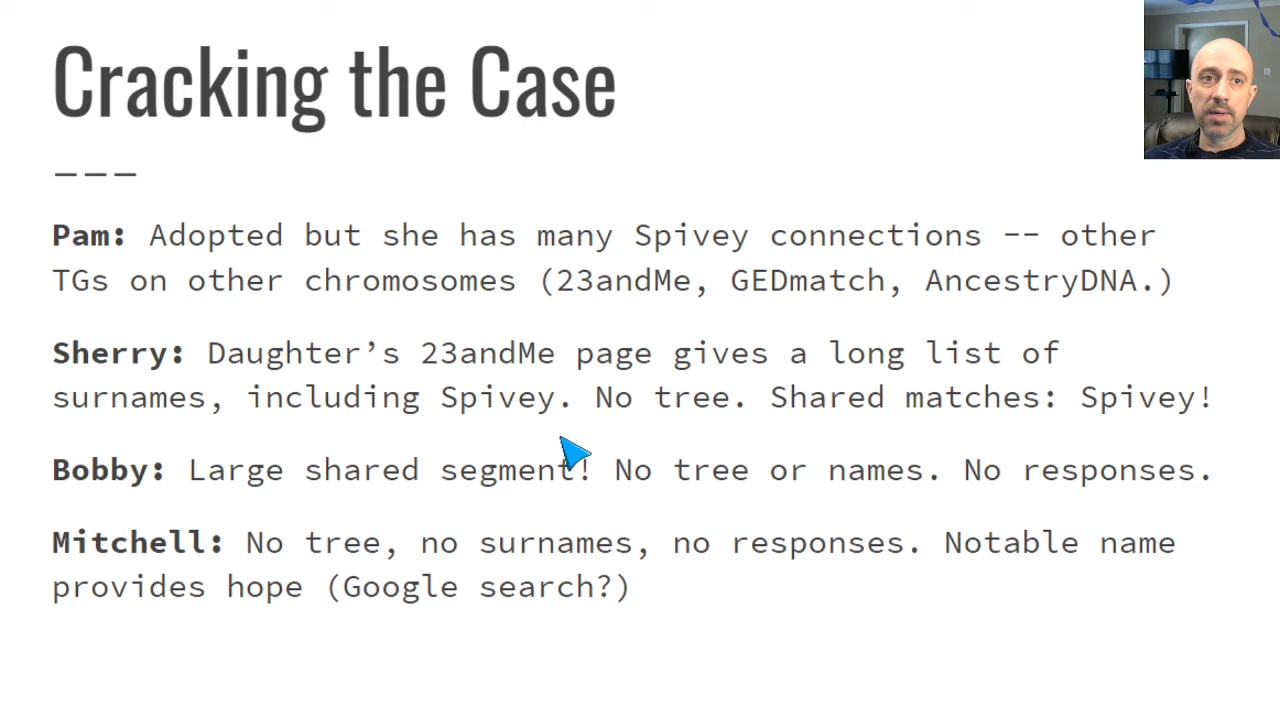 Cracking the Case
---
Pam: Adopted but she has many Spivey connections -- other
TGs on other chromosomes (23andMe, GEDmatch, AncestryDNA.)
Sherry: Daughter’s 23andMe page gives a long list of
surnames, including Spivey. No tree. Shared matches: Spivey!
Bobby: Large shared segment! No tree or names. No responses.
Mitchell: No tree, no surnames, no responses. Notable name
provides hope (Google search?)